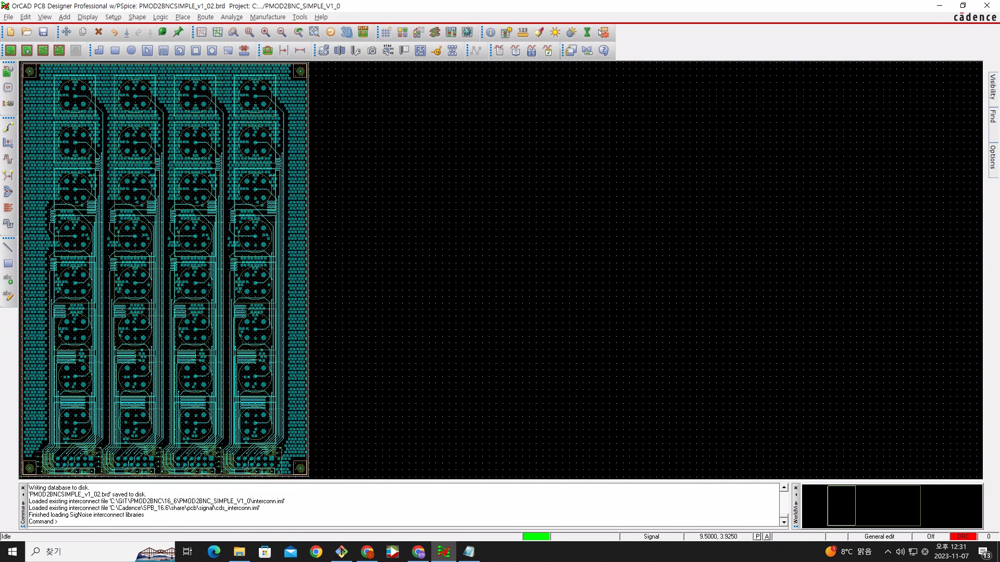 OrCAD PCB Designer Professional w/PSpice: PMOD2BNCSIMPLE_v1_02.brd Project: C:.../PMOD2BNC_SIMPLE_V1_0
File Edit View Add Display Setup Shape Logic Place Route Analyze Manufacture Tools Help
cādence
Visibility
Find
Options
Writing database to disk.
'PMOD2BNCSIMPLE_v1_02.brd' saved to disk.
Loaded existing interconnect file 'C:\GIT\PMOD2BNC\16_6\PMOD2BNC_SIMPLE_V1_0\interconn.iml'
Loaded existing interconnect file 'C:\Cadence\SPB_16.6\share\pcb\signal\cds_interconn.iml'
Finished loading SigNoise interconnect libraries
Command >
Idle
Signal
9.5000, 3.9250
P A
General edit
Off
DRC
0
찾기
8°C 맑음
오후 12:31
2023-11-07
13